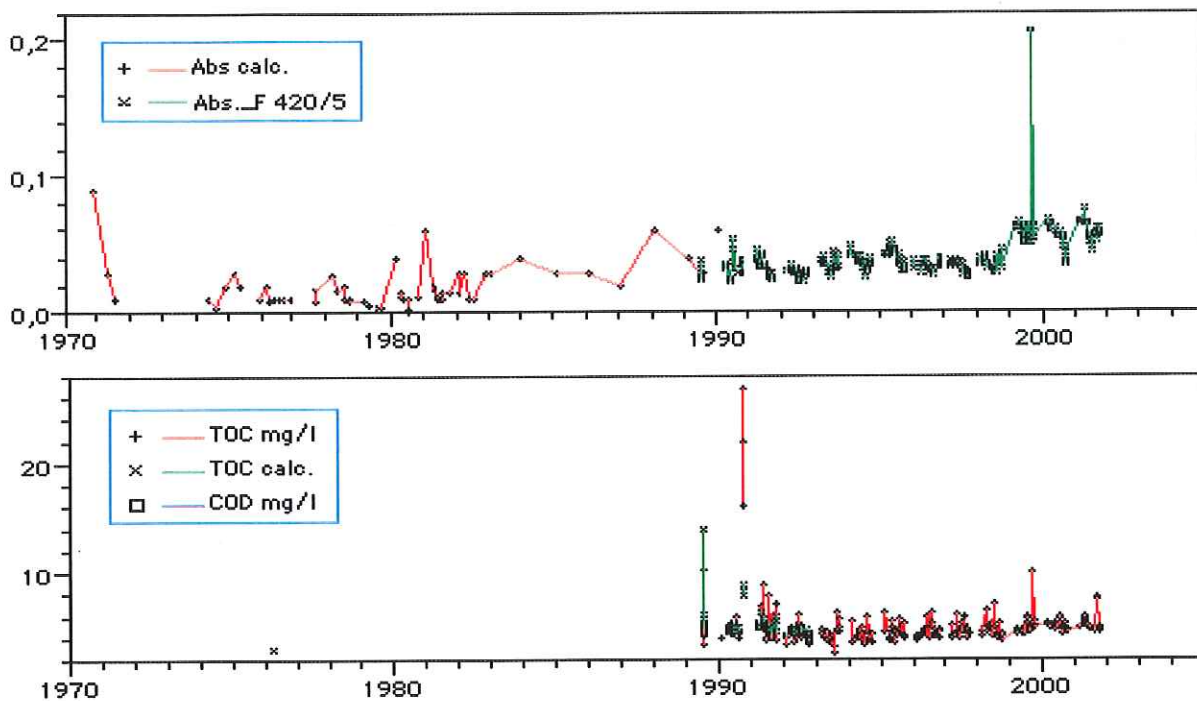 0,2
Abs calc.
Abs._F 420/5
0,1
0,0
1970 1980 1990 2000
TOC mg/l
20
TOC calc.
COD mg/l
10
1970 1980 1990 2000